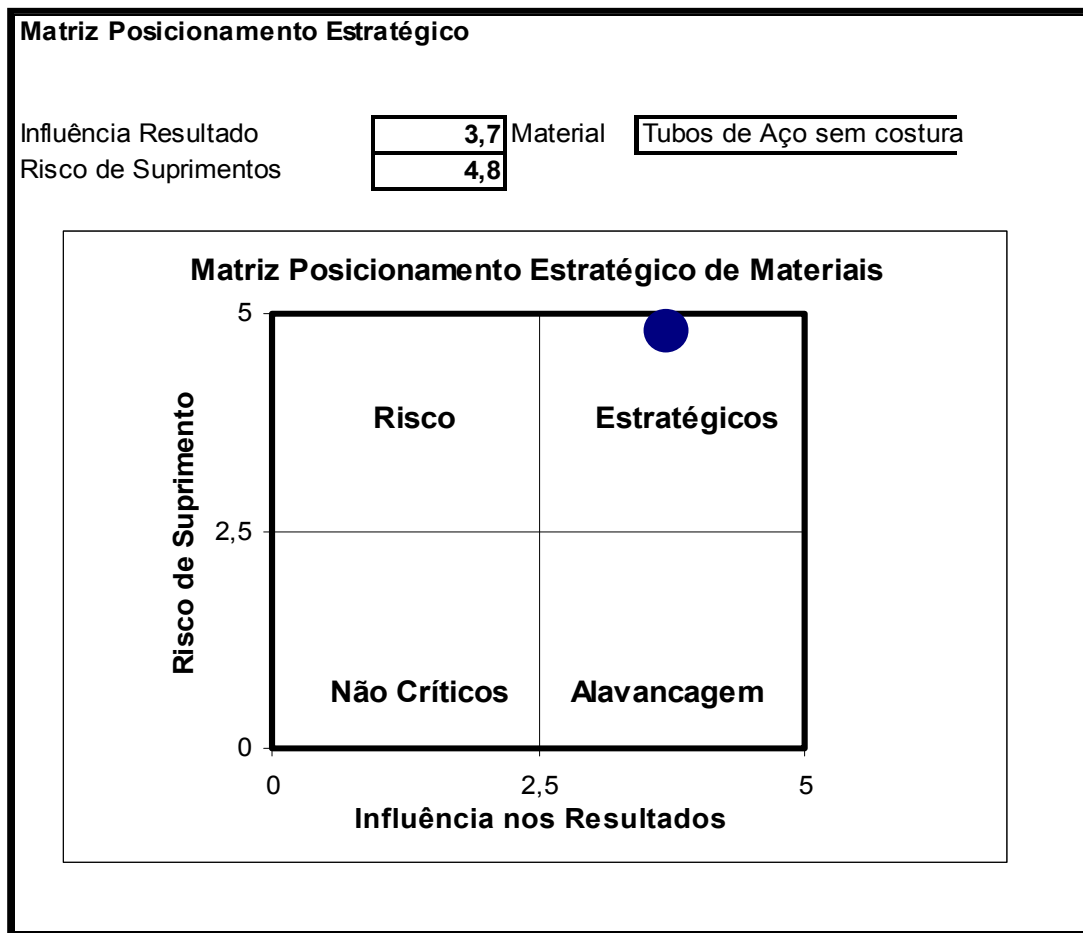 Matriz Posicionamento Estratégico
Influência Resultado 3,7 Material Tubos de Aço sem costura
Risco de Suprimentos 4,8
Matriz Posicionamento Estratégico de Materiais
5
Risco Estratégicos
Risco de Suprimento
2,5
Não Críticos Alavancagem
0
0 2,5 5
Influência nos Resultados